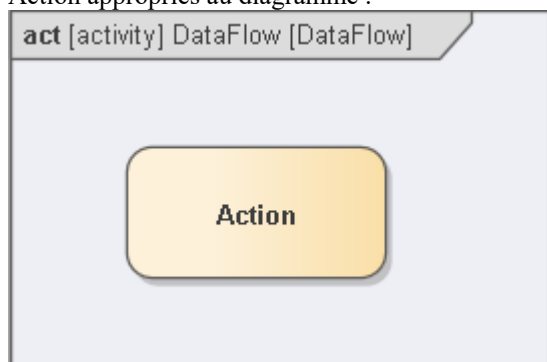 Action appropriés au diagramme :
act [activity] DataFlow [DataFlow]
Action